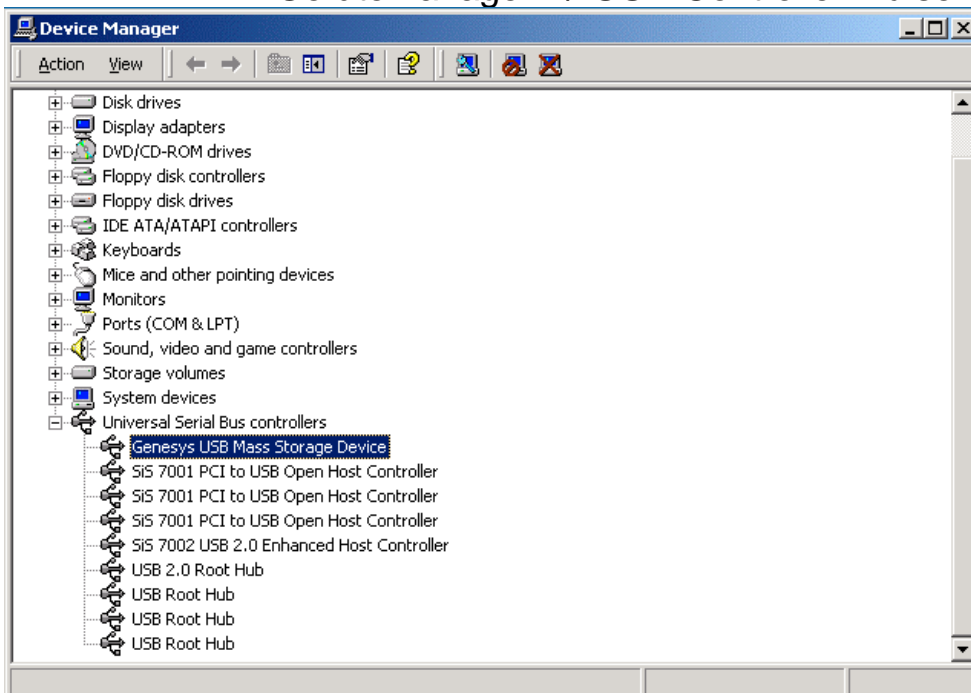 Device Manager
Action View
Disk drives
Display adapters
DVD/CD-ROM drives
Floppy disk controllers
Floppy disk drives
IDE ATA/ATAPI controllers
Keyboards
Mice and other pointing devices
Monitors
Ports (COM & LPT)
Sound, video and game controllers
Storage volumes
System devices
Universal Serial Bus controllers
Genesys USB Mass Storage Device
SiS 7001 PCI to USB Open Host Controller
SiS 7001 PCI to USB Open Host Controller
SiS 7001 PCI to USB Open Host Controller
SiS 7002 USB 2.0 Enhanced Host Controller
USB 2.0 Root Hub
USB Root Hub
USB Root Hub
USB Root Hub